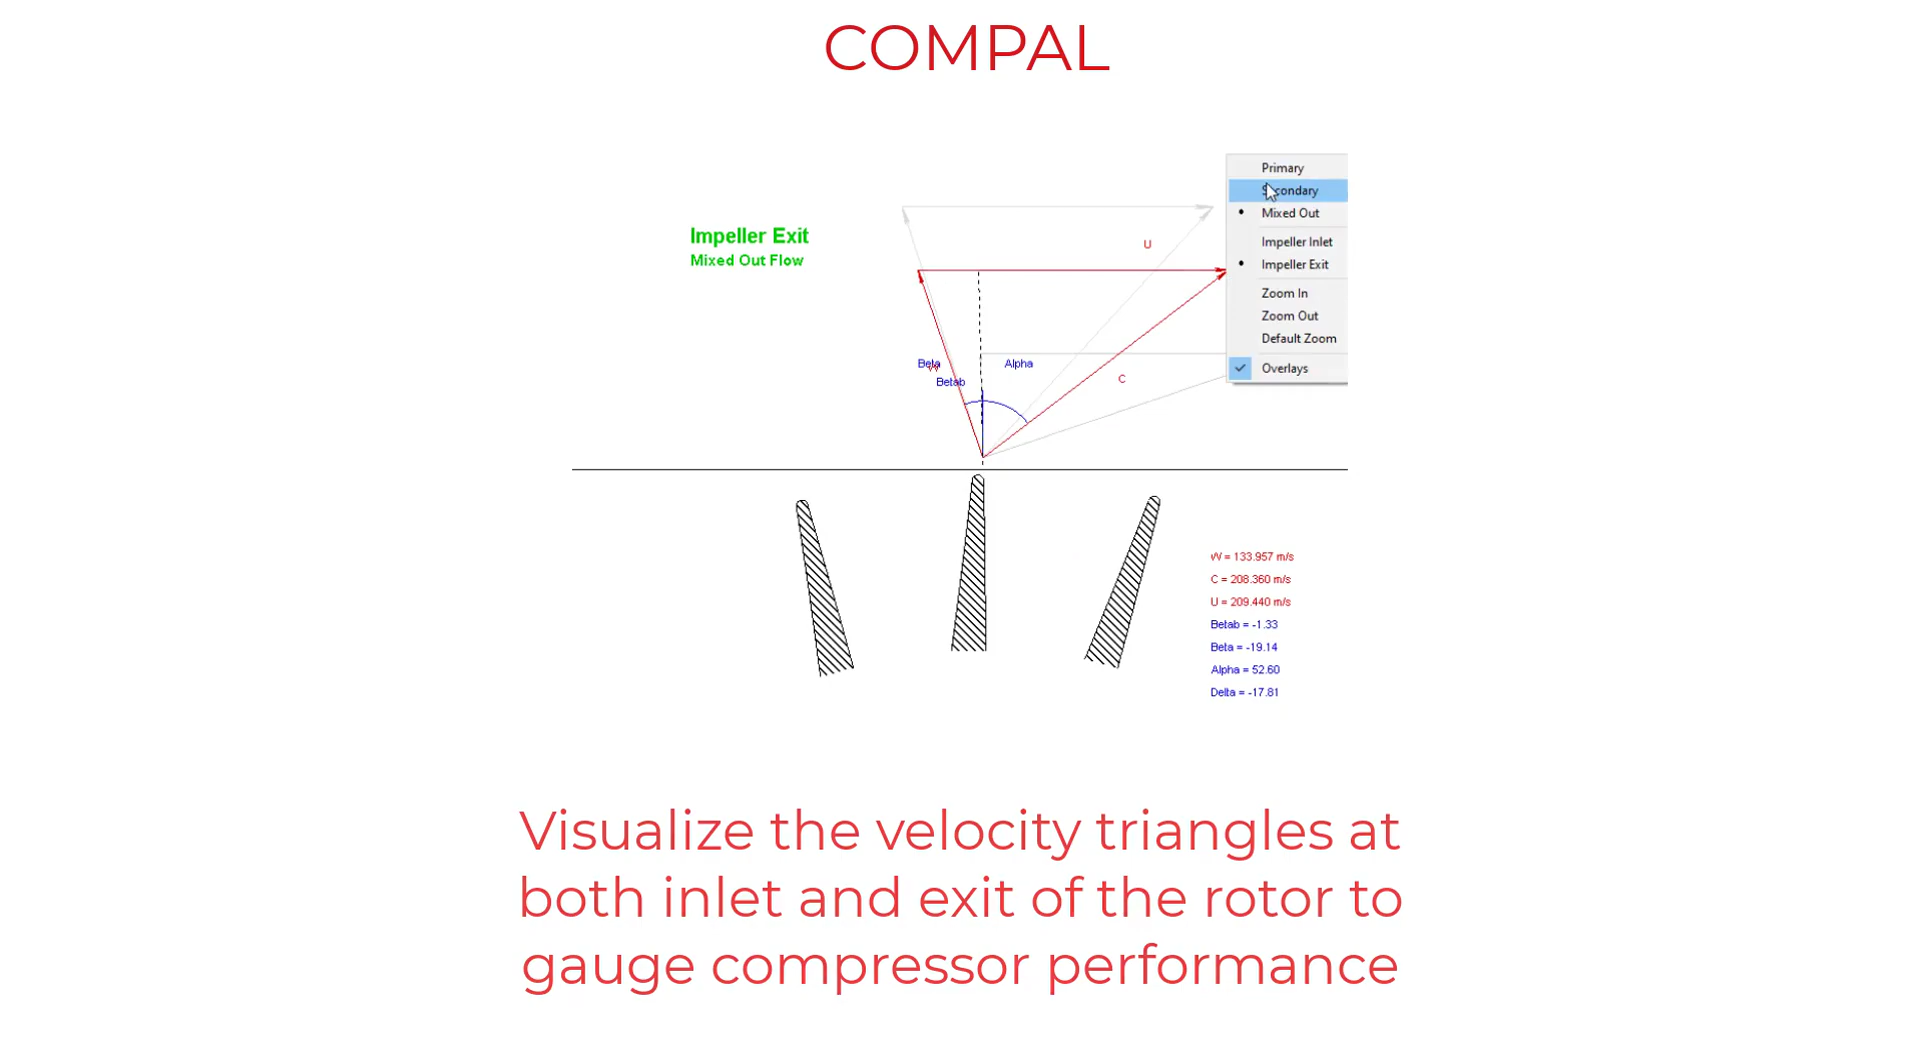 COMPAL
Primary
Secondary
Mixed Out
Impeller Inlet
Impeller Exit
Zoom In
Zoom Out
Default Zoom
Overlays
Impeller Exit
Mixed Out Flow
U
Beta
W
Betab
Alpha
C
W = 133.957 m/s
C = 208.360 m/s
U = 209.440 m/s
Betab = -1.33
Beta = -19.14
Alpha = 52.60
Delta = -17.81
Visualize the velocity triangles at
both inlet and exit of the rotor to
gauge compressor performance